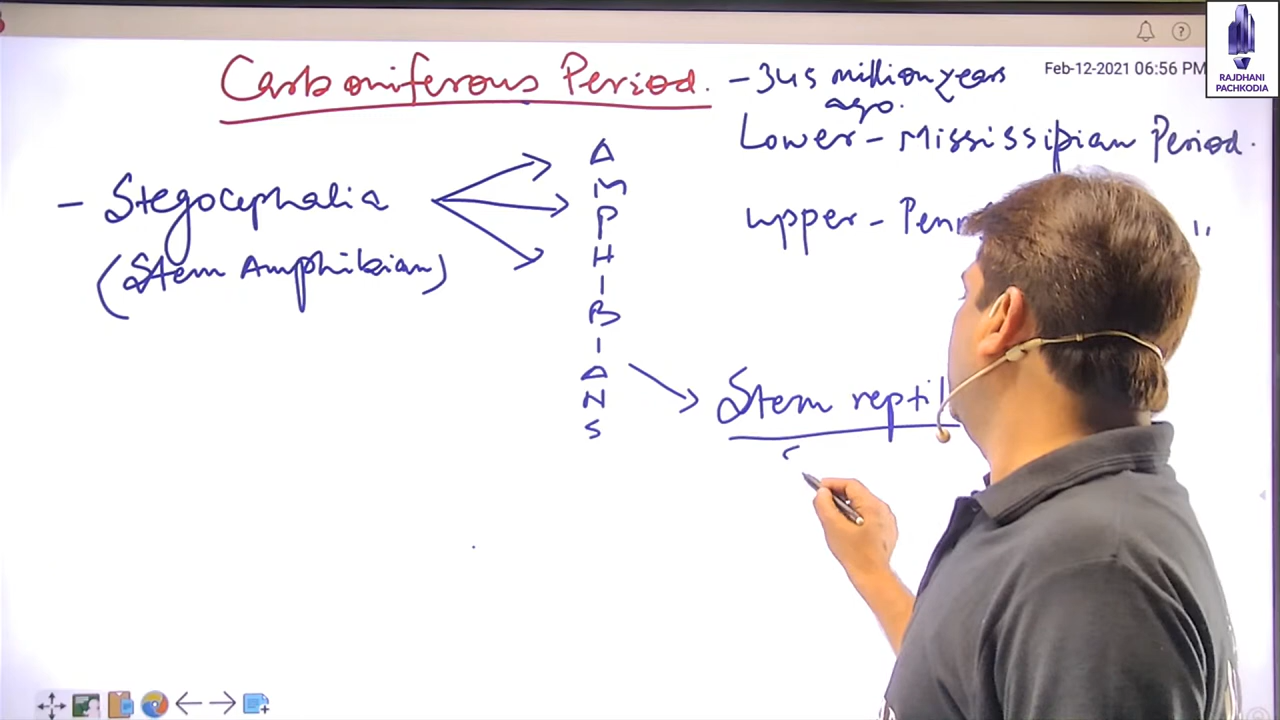 Carboniferous Period. - 345 million years ago.
Feb-12-2021 06:56 PM
RAJDHANI
PACHKODIA
Lower - Mississipian Period.
- Stegocephalia
(Stem Amphibian)
upper - Penn "
AMPHIBIANS
Stem reptil